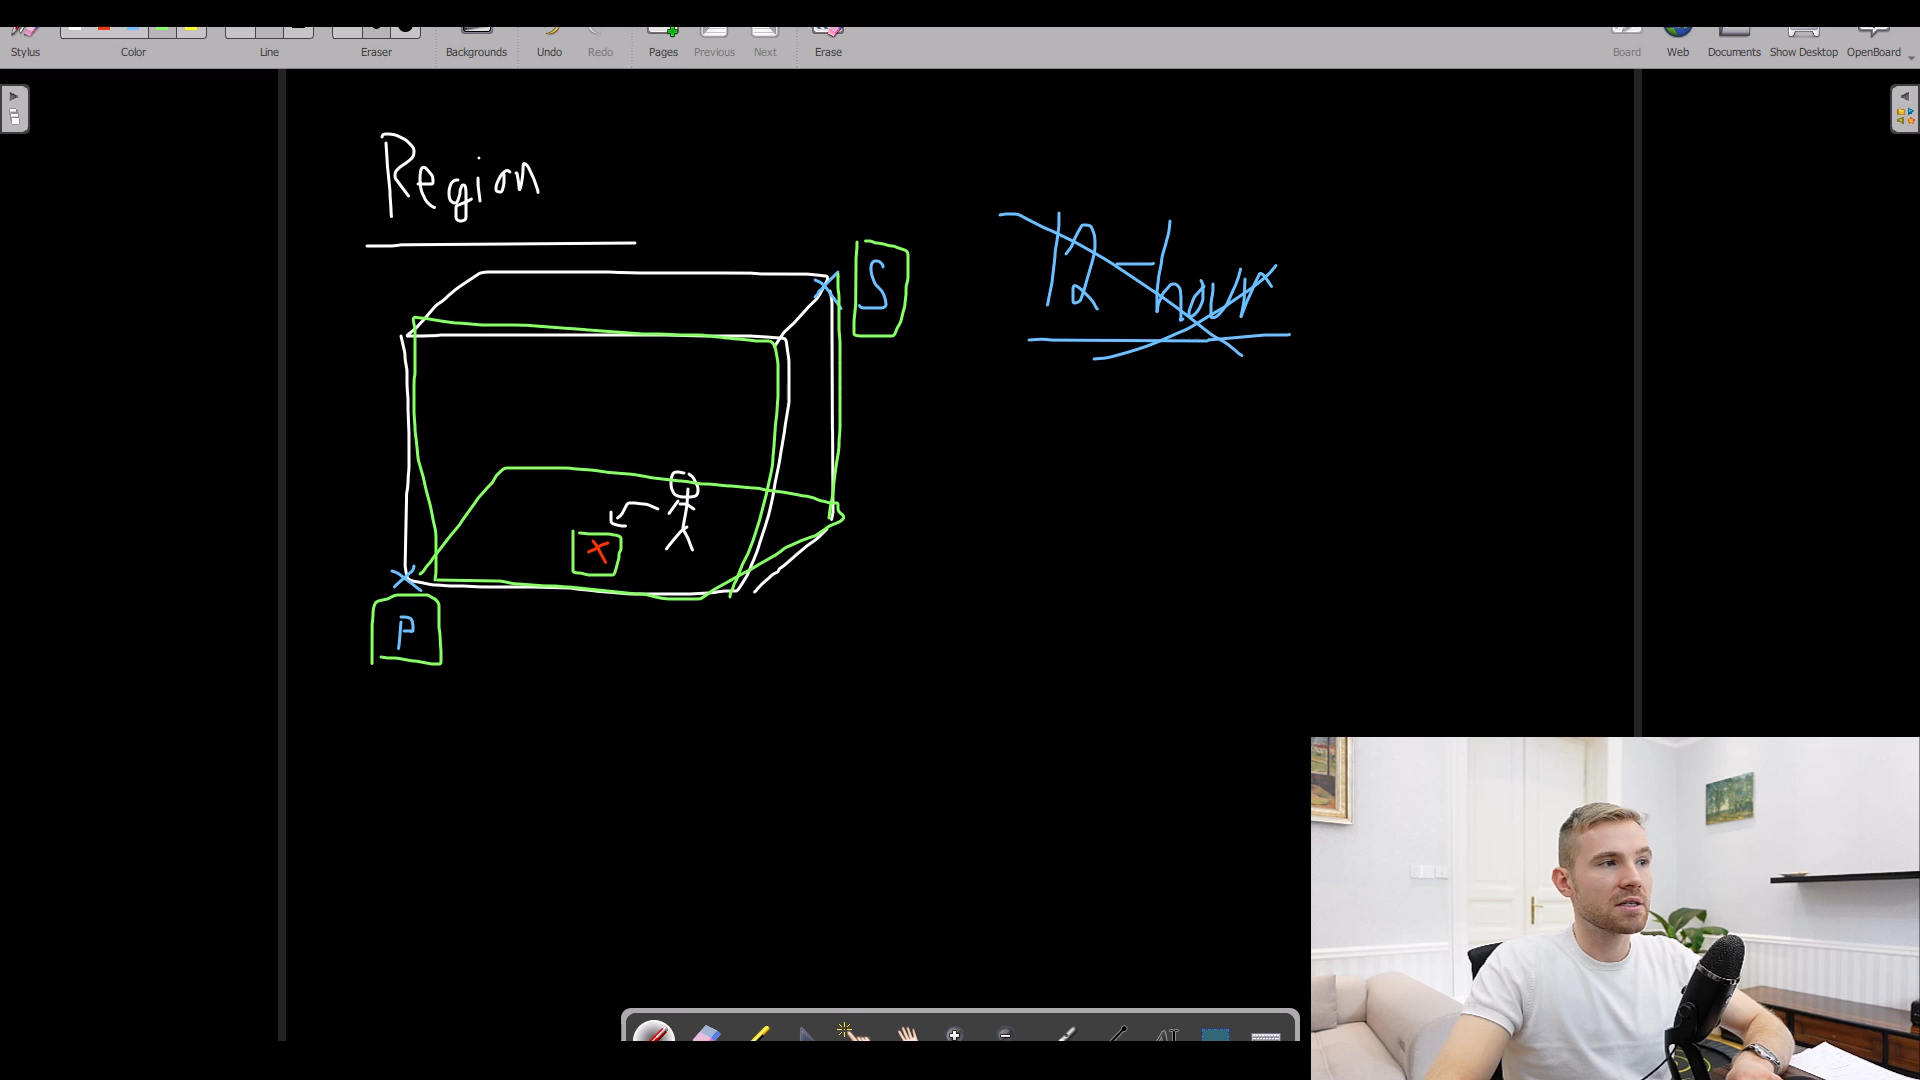 Stylus Color Line Eraser Backgrounds Undo Redo Pages Previous Next Erase Board Web Documents Show Desktop OpenBoard
Region
12-hour
S
P